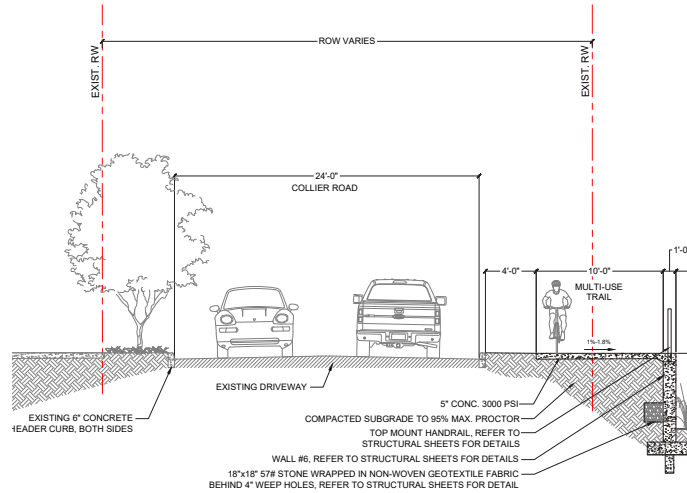 ROW VARIES
EXIST. RW
EXIST. RW
24'-0"
COLLIER ROAD
1'-0
4'-0"
10'-0"
MULTI-USE
TRAIL
1%-1.8%
EXISTING DRIVEWAY
5" CONC. 3000 PSI
EXISTING 6" CONCRETE
HEADER CURB, BOTH SIDES
COMPACTED SUBGRADE TO 95% MAX. PROCTOR
TOP MOUNT HANDRAIL, REFER TO
STRUCTURAL SHEETS FOR DETAILS
WALL #6, REFER TO STRUCTURAL SHEETS FOR DETAILS
18"x18" 57# STONE WRAPPED IN NON-WOVEN GEOTEXTILE FABRIC
BEHIND 4" WEEP HOLES, REFER TO STRUCTURAL SHEETS FOR DETAIL